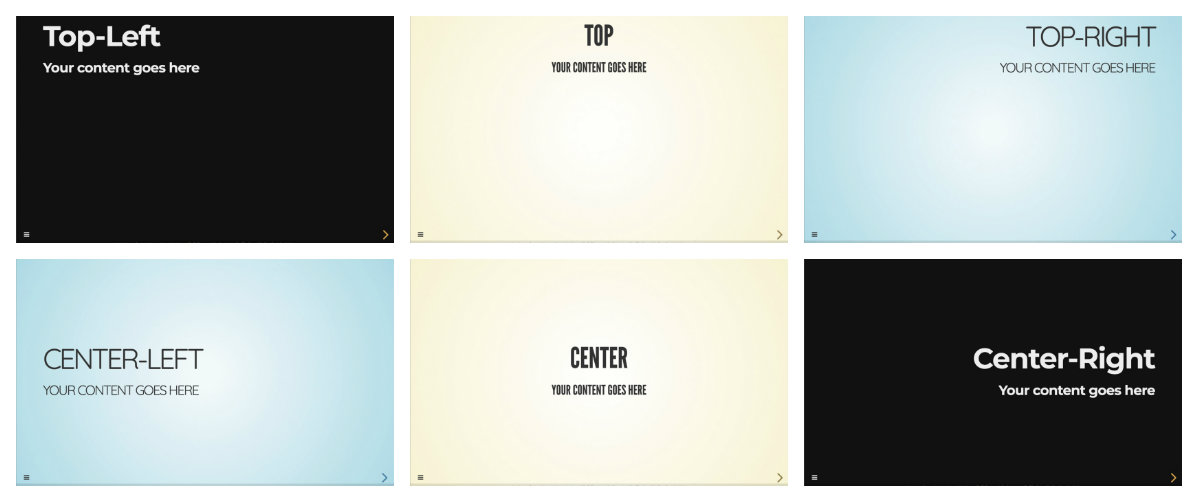 Top-Left
Your content goes here
TOP
YOUR CONTENT GOES HERE
TOP-RIGHT
YOUR CONTENT GOES HERE
CENTER-LEFT
YOUR CONTENT GOES HERE
CENTER
YOUR CONTENT GOES HERE
Center-Right
Your content goes here